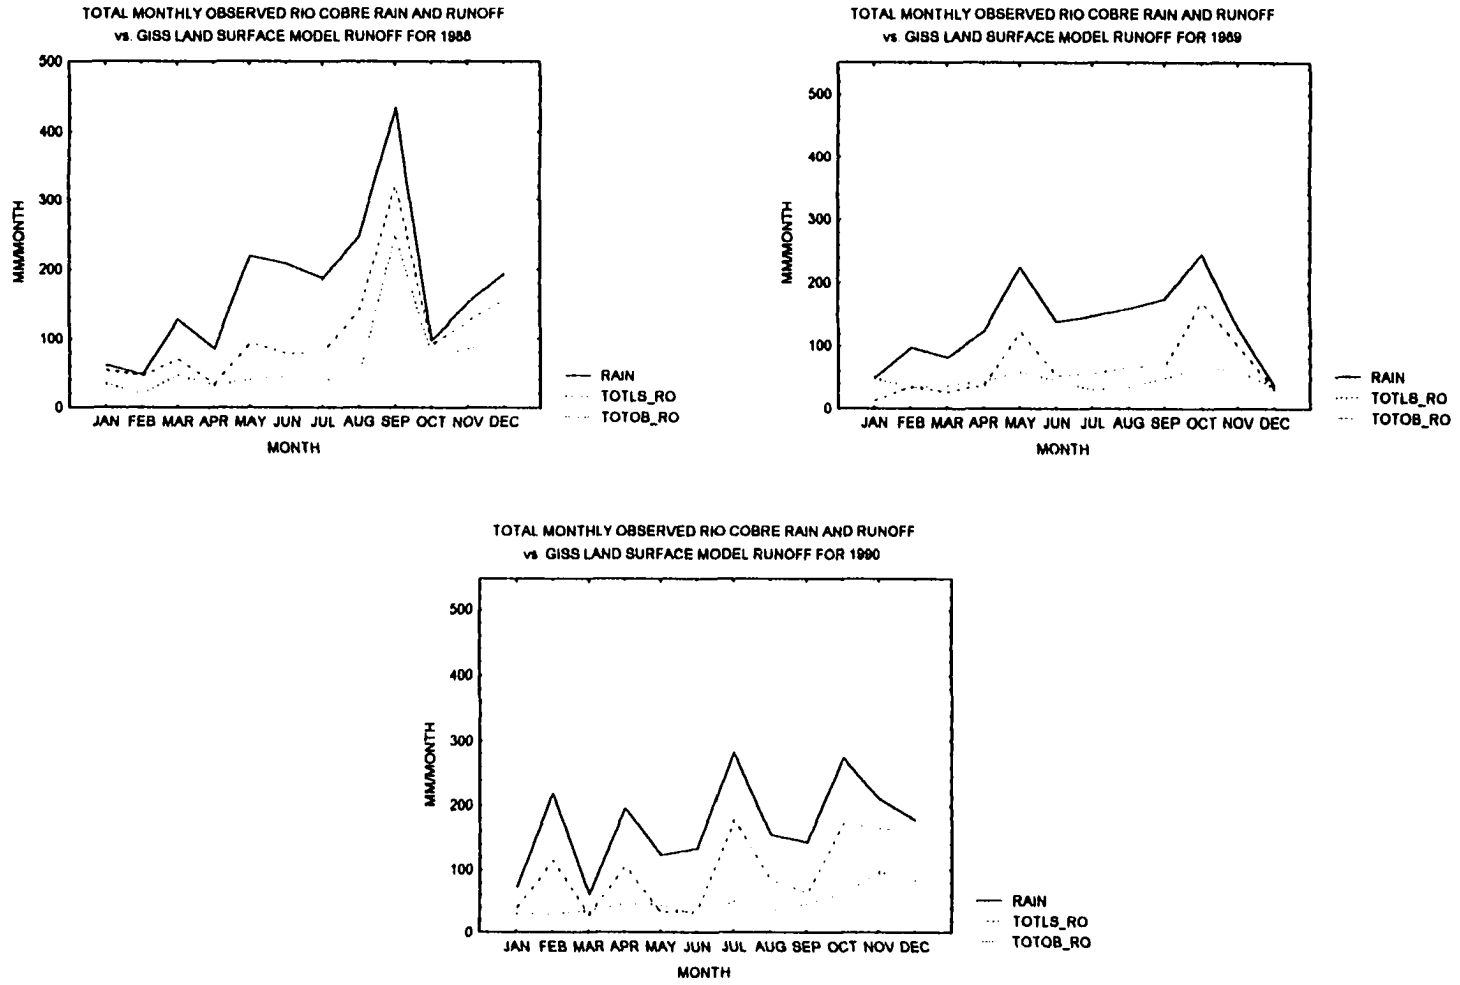 TOTAL MONTHLY OBSERVED RIO COBRE RAIN AND RUNOFF
vs. GISS LAND SURFACE MODEL RUNOFF FOR 1988
500
400
300
200
100
0
MM/MONTH
JAN FEB MAR APR MAY JUN JUL AUG SEP OCT NOV DEC
MONTH
RAIN
TOTLS_RO
TOTOB_RO
TOTAL MONTHLY OBSERVED RIO COBRE RAIN AND RUNOFF
vs. GISS LAND SURFACE MODEL RUNOFF FOR 1989
500
400
300
200
100
0
MM/MONTH
JAN FEB MAR APR MAY JUN JUL AUG SEP OCT NOV DEC
MONTH
RAIN
TOTLS_RO
TOTOB_RO
TOTAL MONTHLY OBSERVED RIO COBRE RAIN AND RUNOFF
vs. GISS LAND SURFACE MODEL RUNOFF FOR 1990
500
400
300
200
100
0
MM/MONTH
JAN FEB MAR APR MAY JUN JUL AUG SEP OCT NOV DEC
MONTH
RAIN
TOTLS_RO
TOTOB_RO